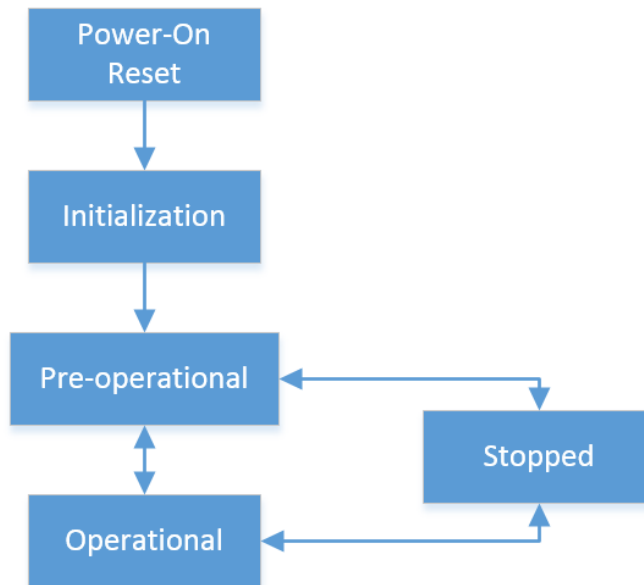 Power-On
Reset
Initialization
Pre-operational
Stopped
Operational